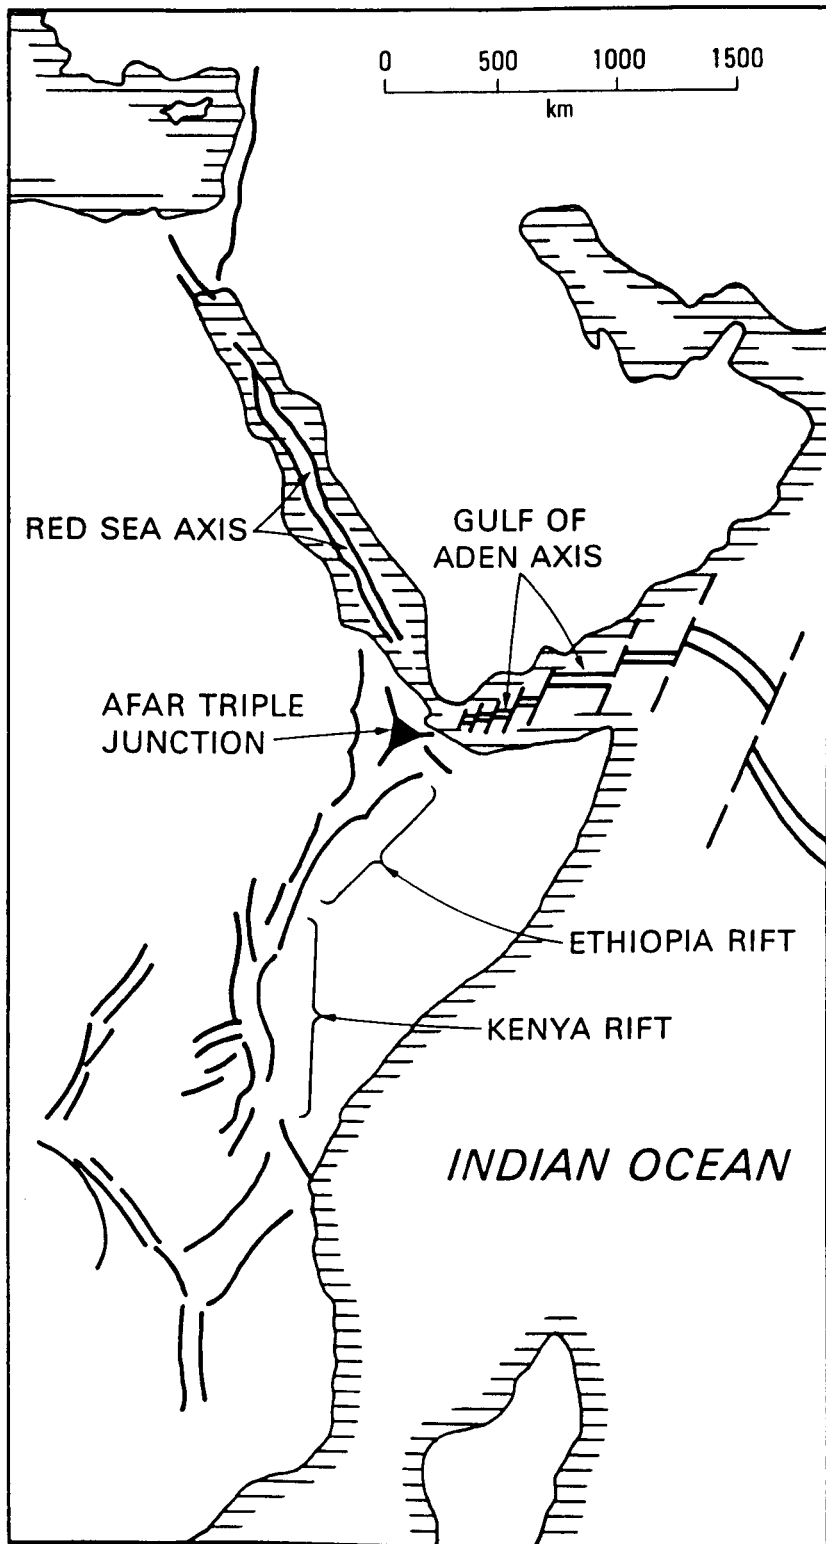 0 500 1000 1500
km
RED SEA AXIS
GULF OF
ADEN AXIS
AFAR TRIPLE
JUNCTION
ETHIOPIA RIFT
KENYA RIFT
INDIAN OCEAN